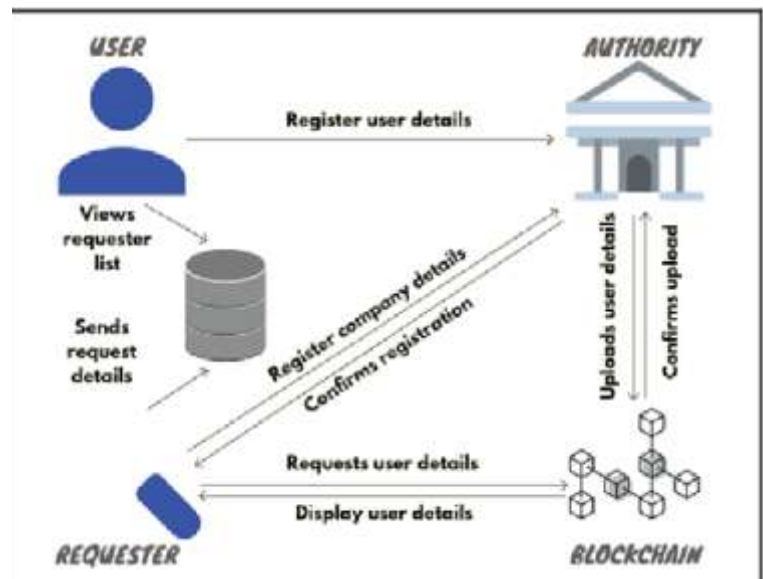 USER
AUTHORITY
Register user details
Views
requester
list
Sends
request
details
Register company details
Confirms registration
Uploads user details
Confirms upload
Requests user details
Display user details
REQUESTER
BLOCKCHAIN